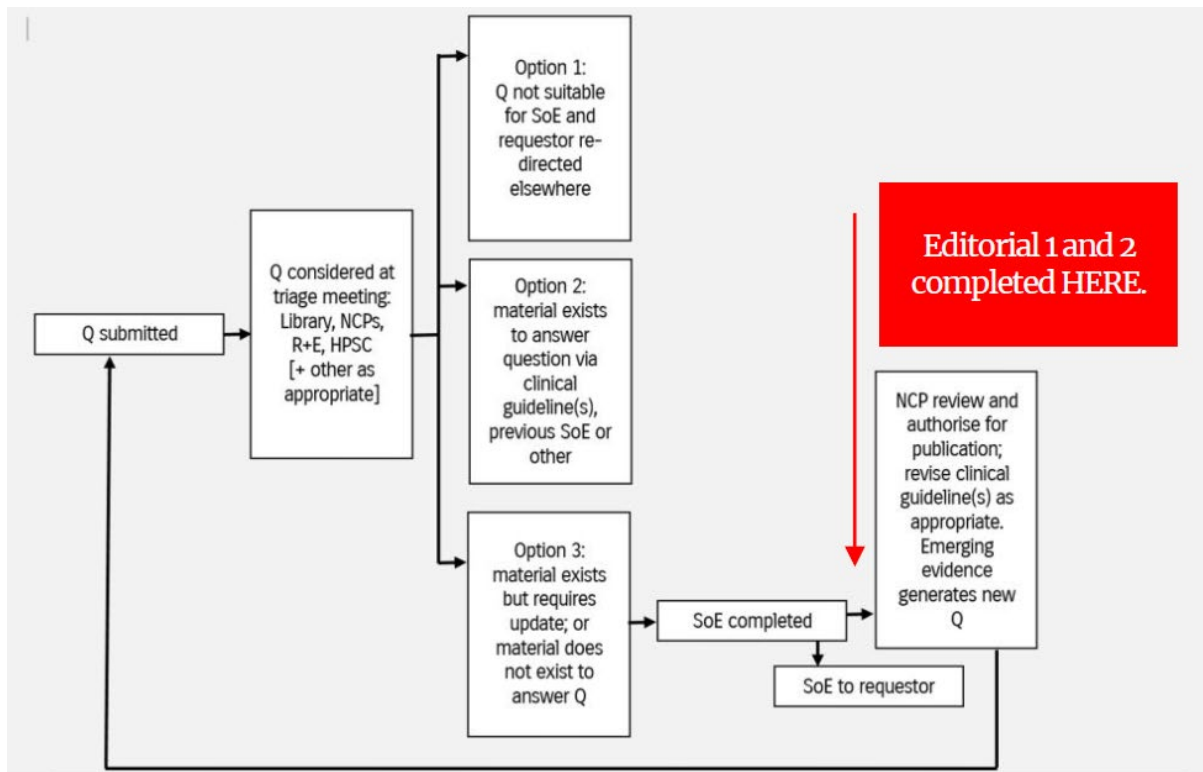 Q submitted
Q considered at
triage meeting:
Library, NCPs,
R+E, HPSC
[+ other as
appropriate]
Option 1:
Q not suitable
for SoE and
requestor re-
directed
elsewhere
Option 2:
material exists
to answer
question via
clinical
guideline(s),
previous SoE or
other
Option 3:
material exists
but requires
update; or
material does
not exist to
answer Q
SoE completed
SoE to requestor
Editorial 1 and 2
completed HERE.
NCP review and
authorise for
publication;
revise clinical
guideline(s) as
appropriate.
Emerging
evidence
generates new
Q